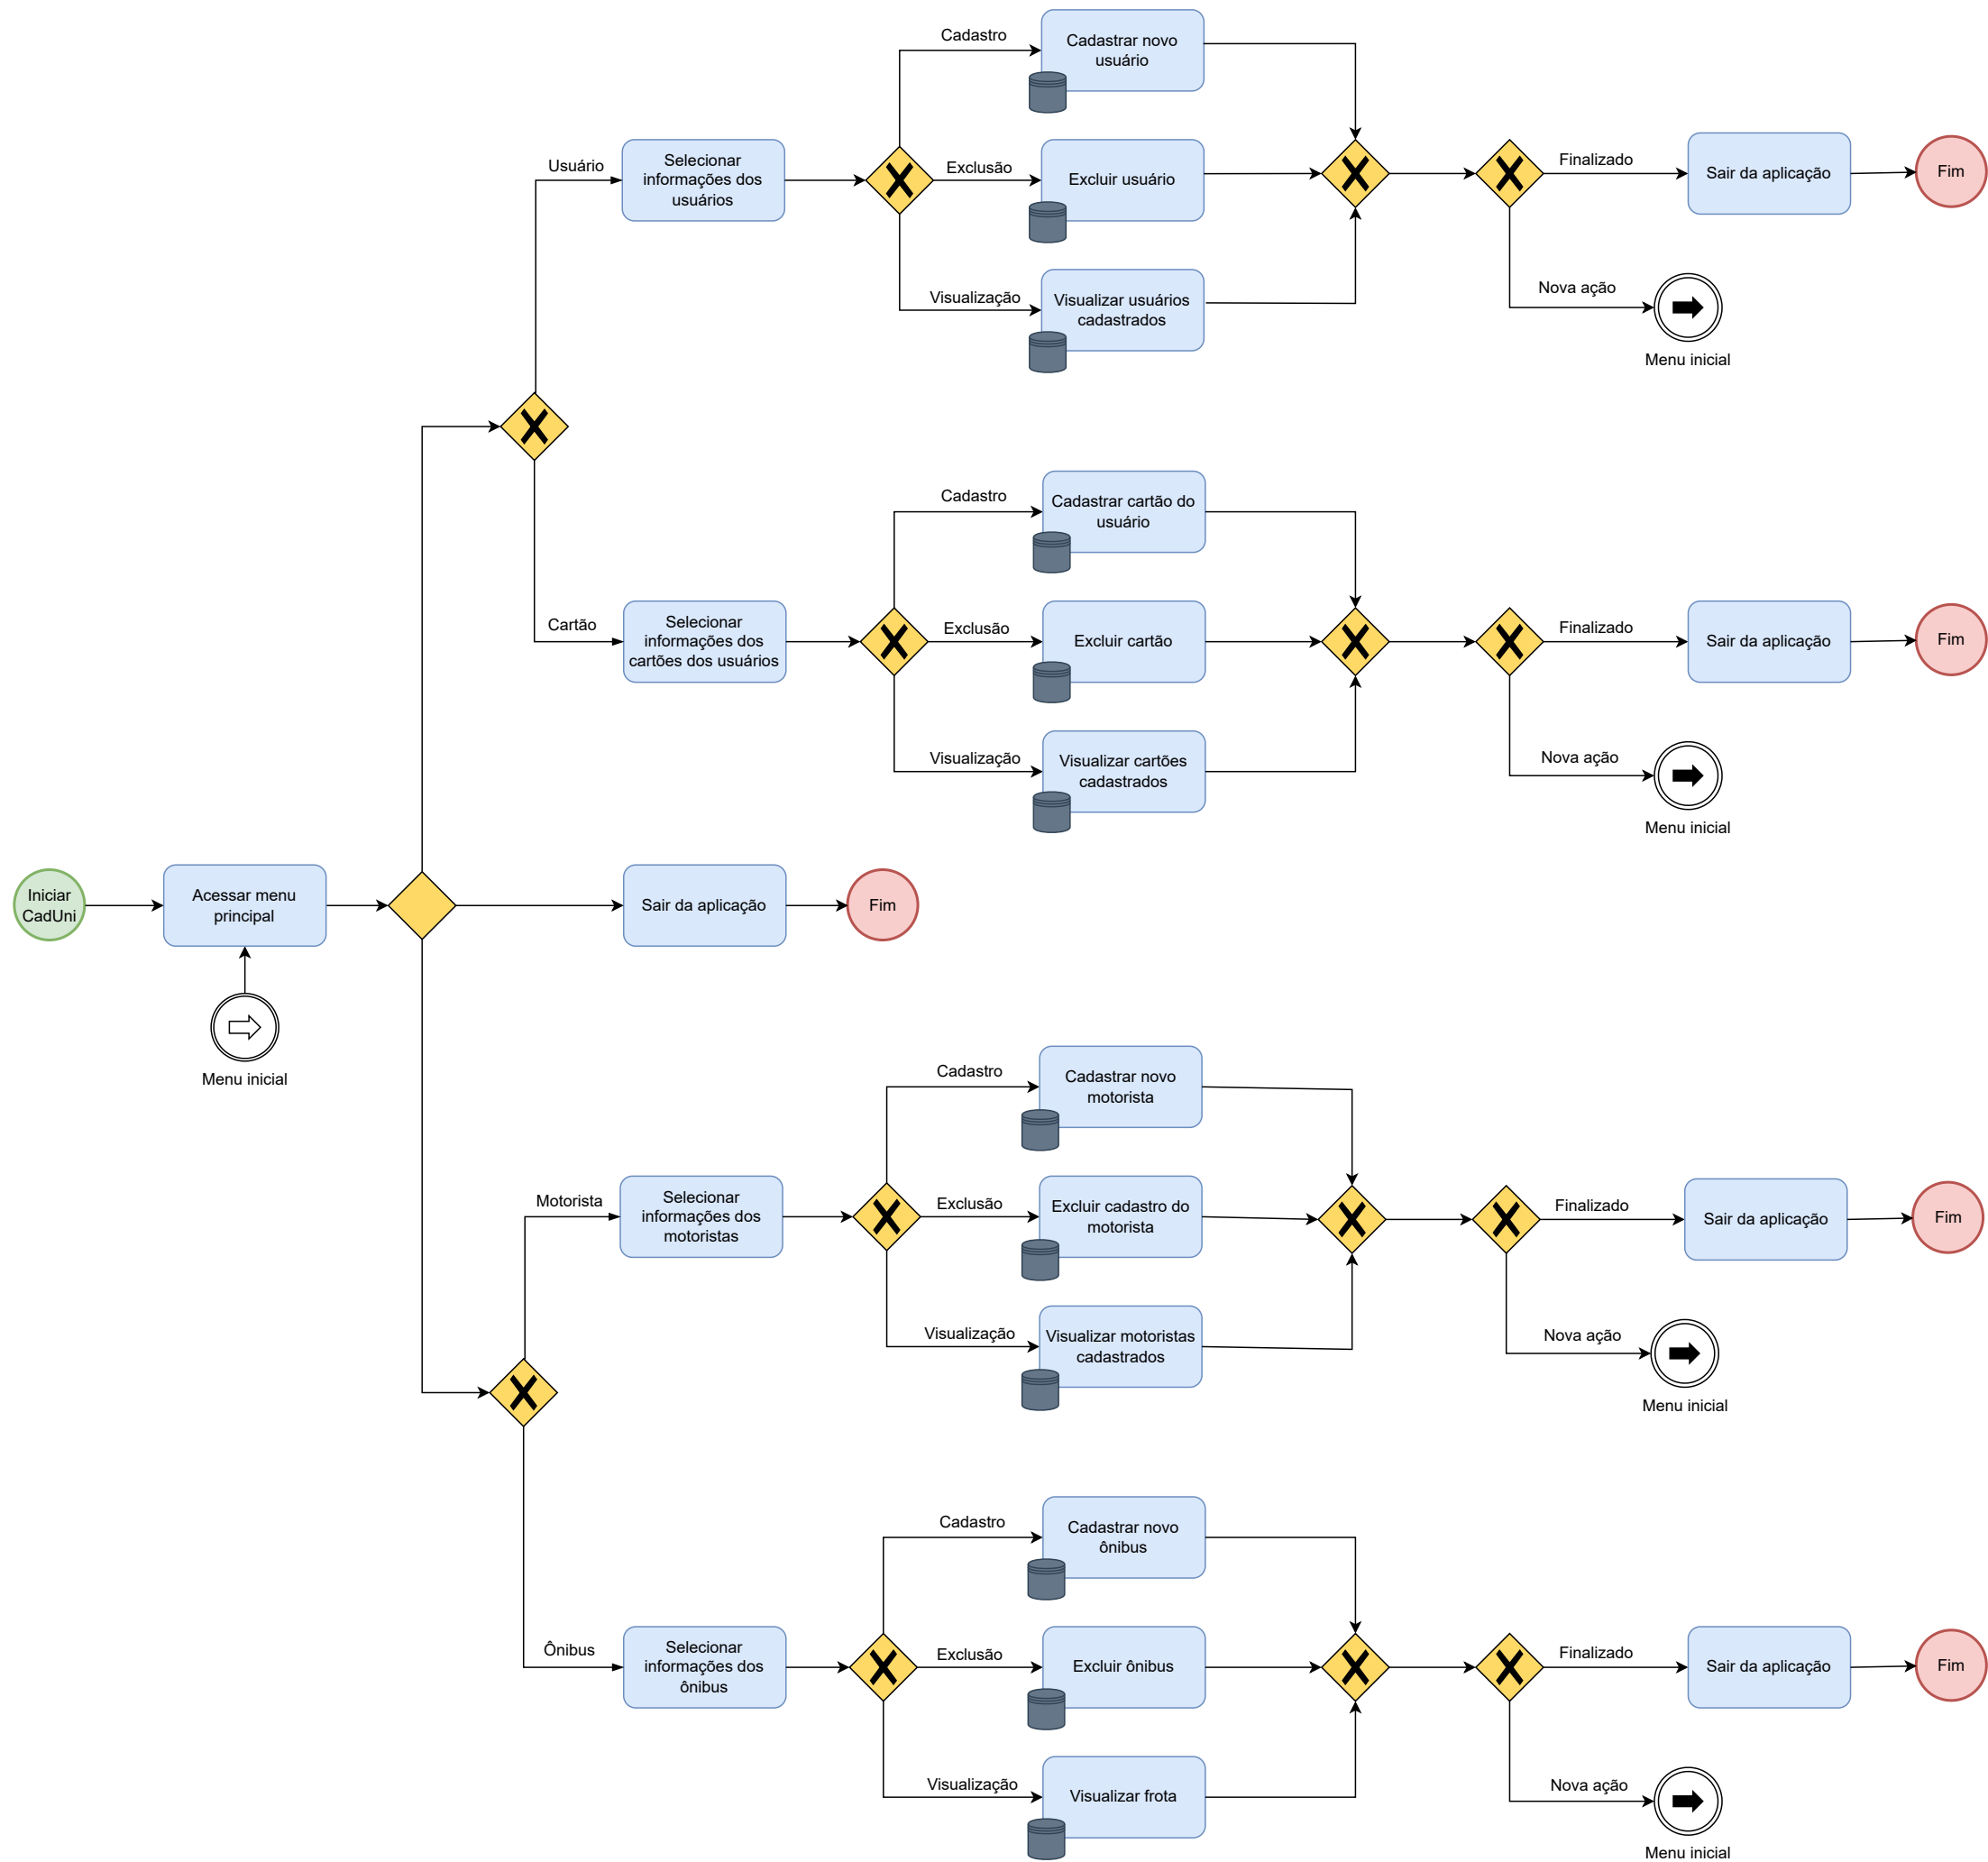 Cadastro
Cadastrar novo
usuário
Usuário
Selecionar
informações dos
usuários
Exclusão
Excluir usuário
Finalizado
Sair da aplicação
Fim
Visualização
Visualizar usuários
cadastrados
Nova ação
Menu inicial
Cadastro
Cadastrar cartão do
usuário
Cartão
Selecionar
informações dos
cartões dos usuários
Exclusão
Excluir cartão
Finalizado
Sair da aplicação
Fim
Visualização
Visualizar cartões
cadastrados
Nova ação
Menu inicial
Iniciar
CadUni
Acessar menu
principal
Sair da aplicação
Fim
Menu inicial
Cadastro
Cadastrar novo
motorista
Motorista
Selecionar
informações dos
motoristas
Exclusão
Excluir cadastro do
motorista
Finalizado
Sair da aplicação
Fim
Visualização
Visualizar motoristas
cadastrados
Nova ação
Menu inicial
Cadastro
Cadastrar novo
ônibus
Ônibus
Selecionar
informações dos
ônibus
Exclusão
Excluir ônibus
Finalizado
Sair da aplicação
Fim
Visualização
Visualizar frota
Nova ação
Menu inicial